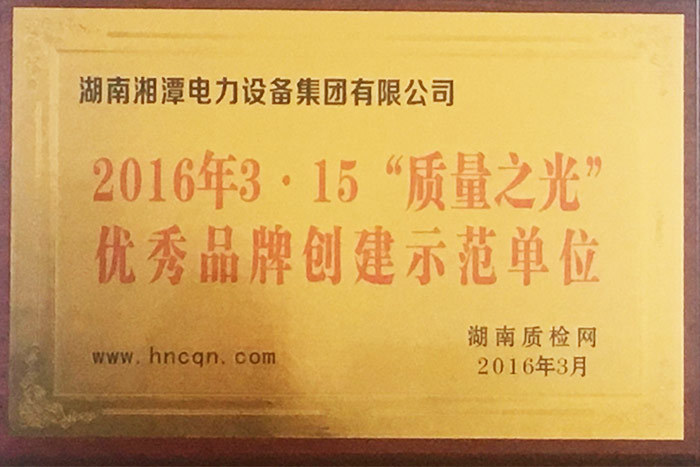 湖南湘潭电力设备集团有限公司
2016年3·15“质量之光”
优秀品牌创建示范单位
www.hncqn.com
湖南质检网
2016年3月